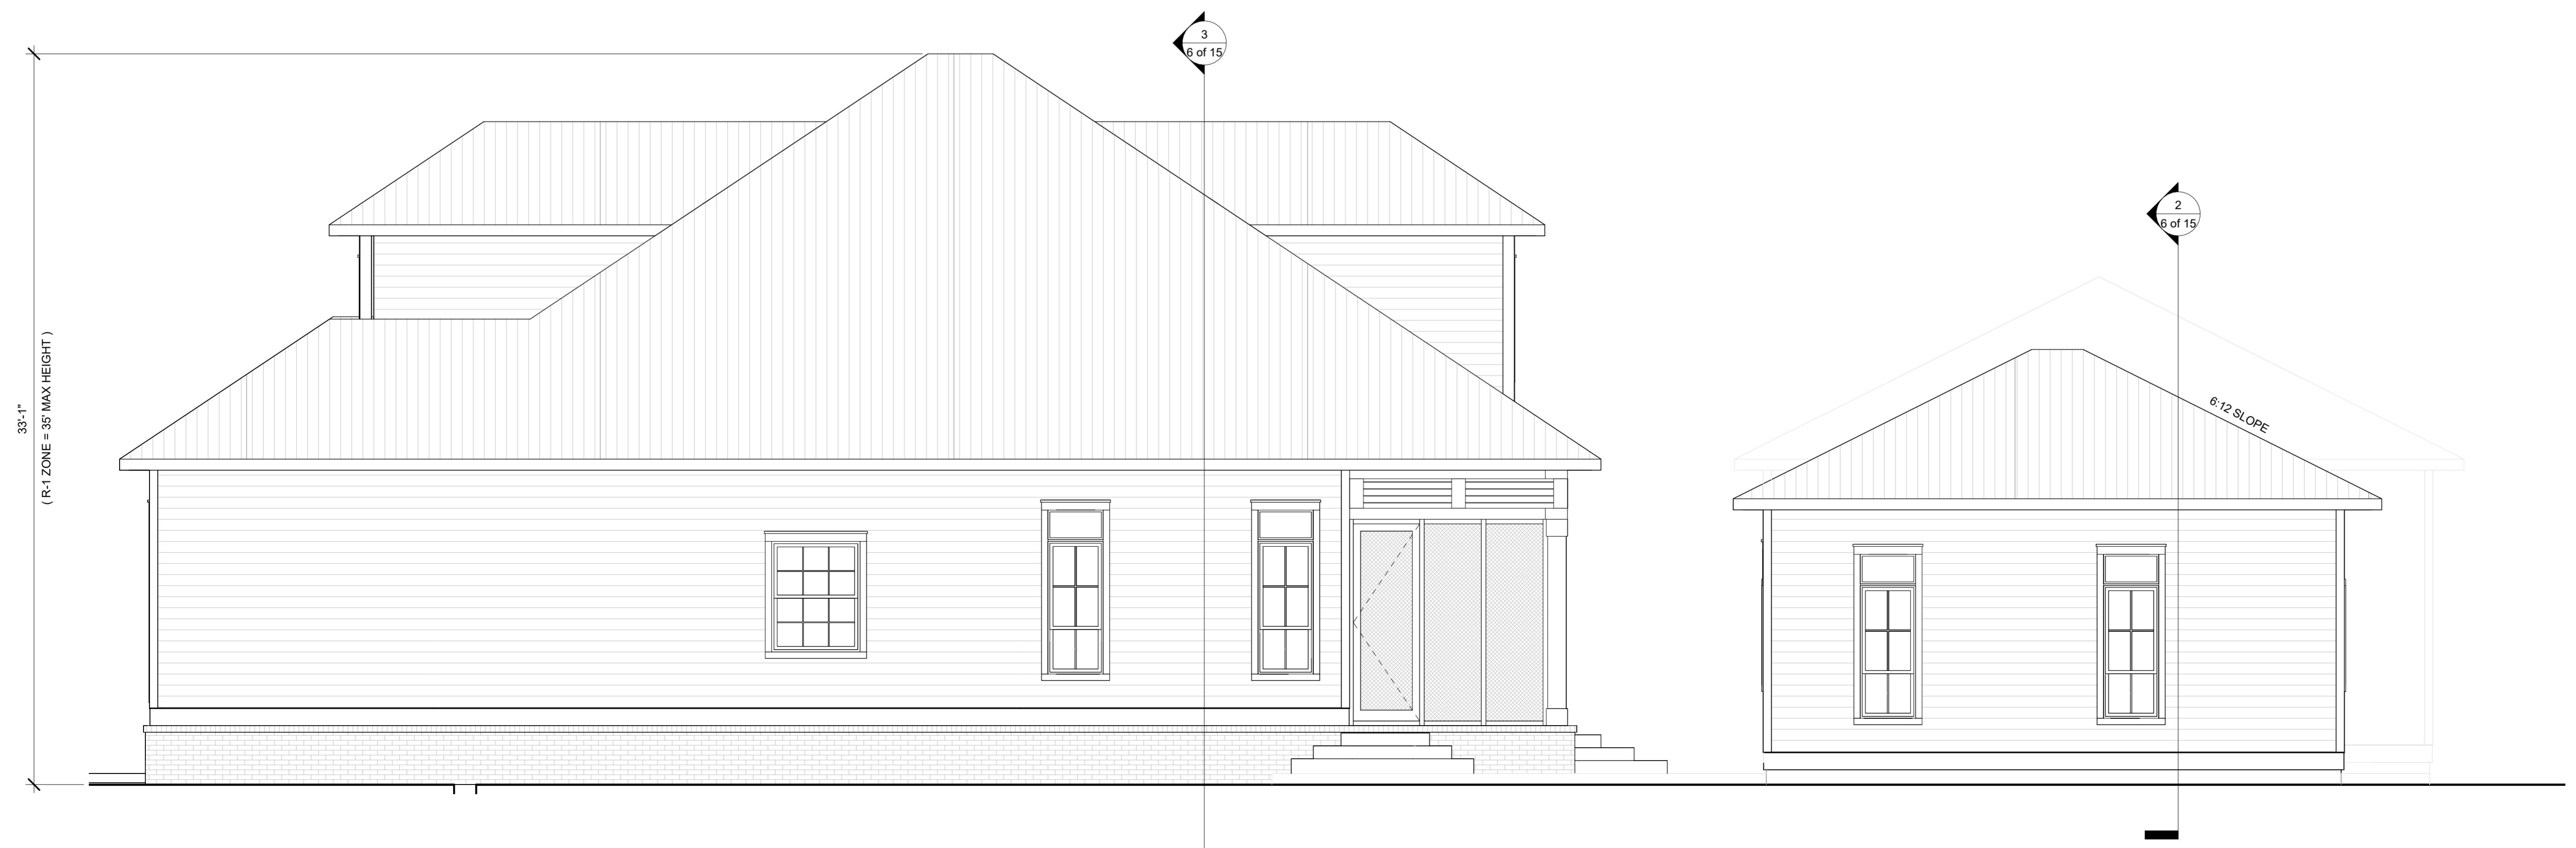 3
6 of 15
33'-1"
( R-1 ZONE = 35' MAX HEIGHT )
2
6 of 15
6:12 SLOPE